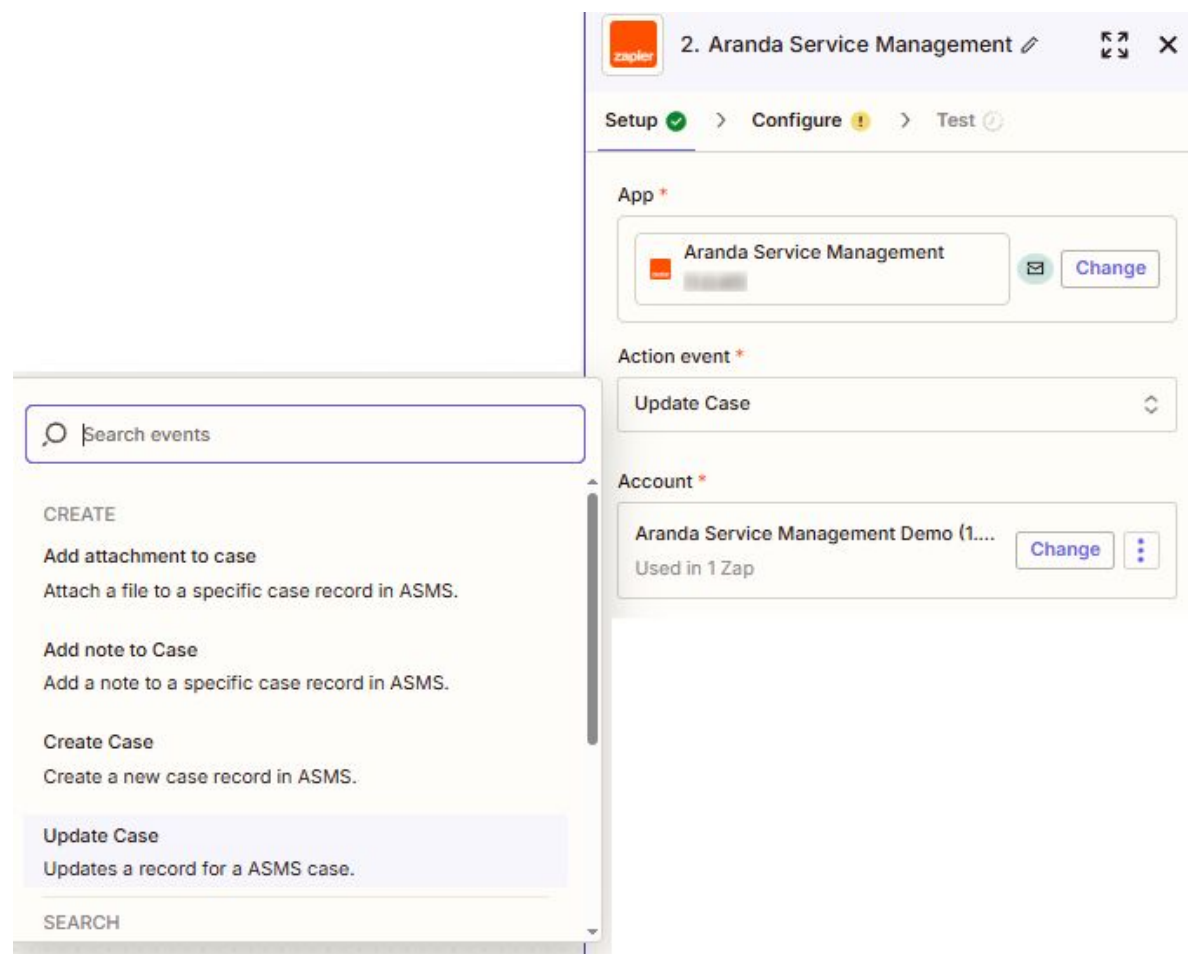 zapier
2. Aranda Service Management
Setup
Configure
Test
App *
Aranda Service Management
Change
Action event *
Update Case
Account *
Aranda Service Management Demo (1....
Used in 1 Zap
Change
Search events
CREATE
Add attachment to case
Attach a file to a specific case record in ASMS.
Add note to Case
Add a note to a specific case record in ASMS.
Create Case
Create a new case record in ASMS.
Update Case
Updates a record for a ASMS case.
SEARCH